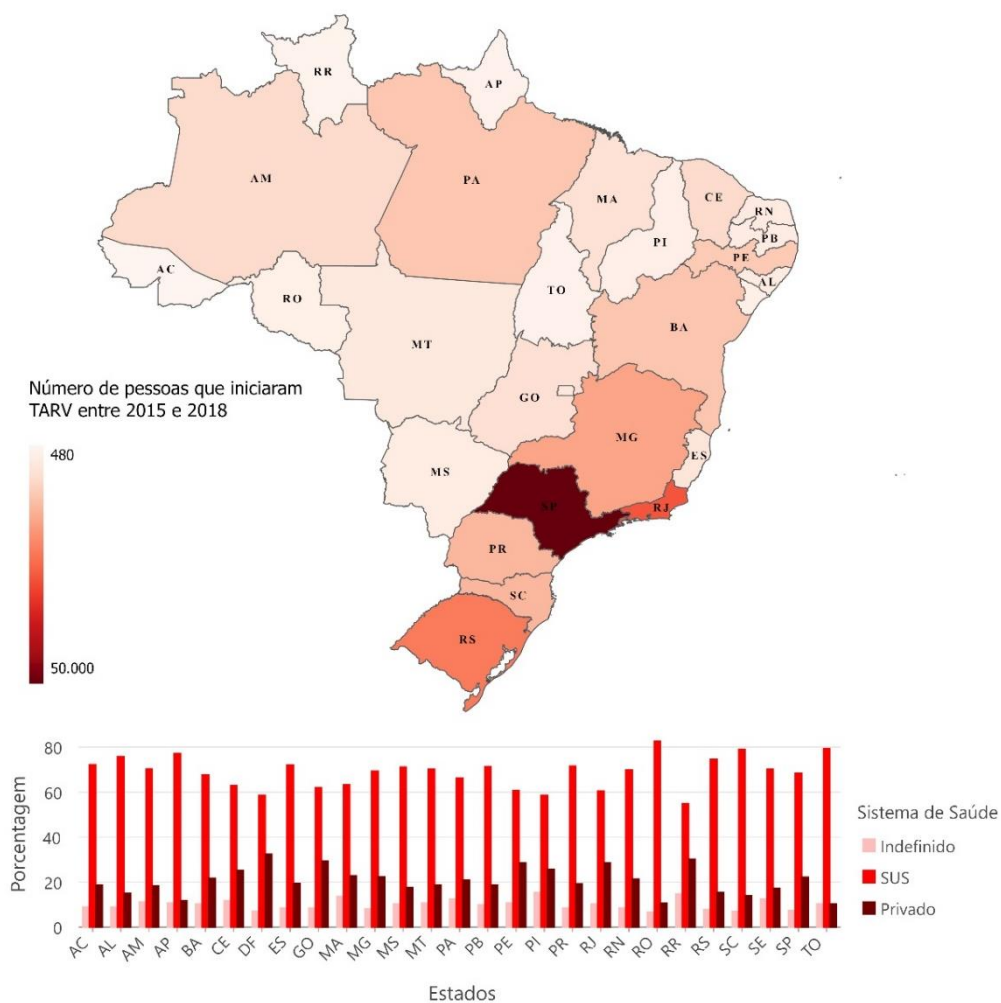 RR
AP
AM
PA
MA
CE
RN
PB
PI
PE
AL
AC
TO
RO
BA
MT
GO
MG
ES
MS
SP
RJ
PR
SC
RS
Número de pessoas que iniciaram
TARV entre 2015 e 2018
480
50.000
Porcentagem
80
60
40
20
0
AC AL AM AP BA CE DF ES GO MA MG MS MT PA PB PE PI PR RJ RN RO RR RS SC SE SP TO
Estados
Sistema de Saúde
Indefinido
SUS
Privado